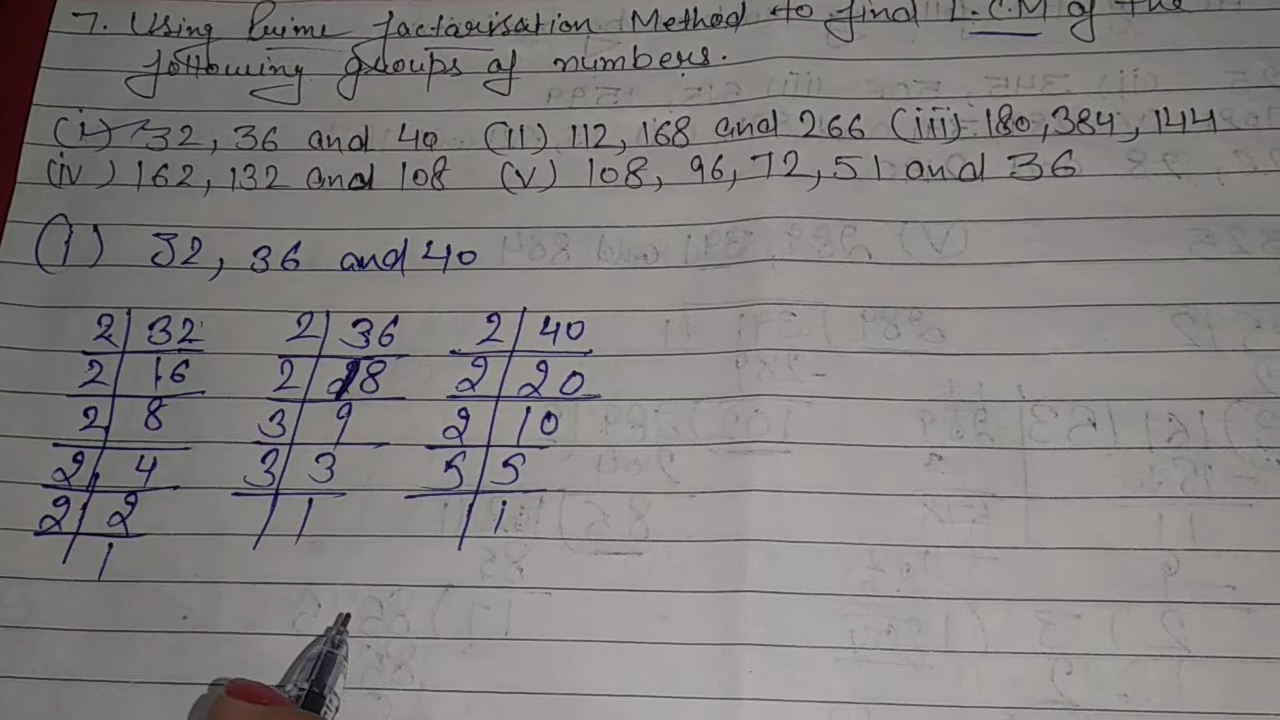 7. Using Prime factorisation Method to find L.C.M of the
following groups of numbers.
(i) 32, 36 and 40 (ii) 112, 168 and 266 (iii) 180, 384, 144
(iv) 162, 132 and 108 (v) 108, 96, 72, 51 and 36
(i) 32, 36 and 40
2 | 32 2 | 36 2 | 40
2 | 16 2 | 18 2 | 20
2 | 8 3 | 9 2 | 10
2 | 4 3 | 3 5 | 5
2 | 2 | 1 | 1
| 1